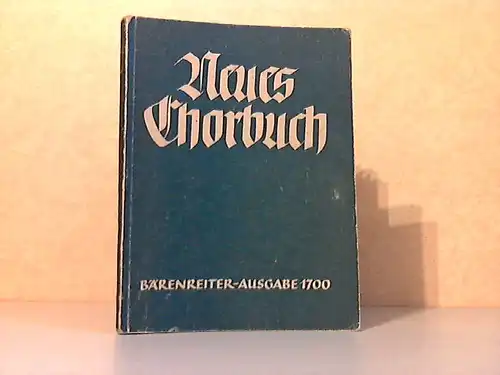 Neues
Chorbuch
BÄRENREITER-AUSGABE 1700